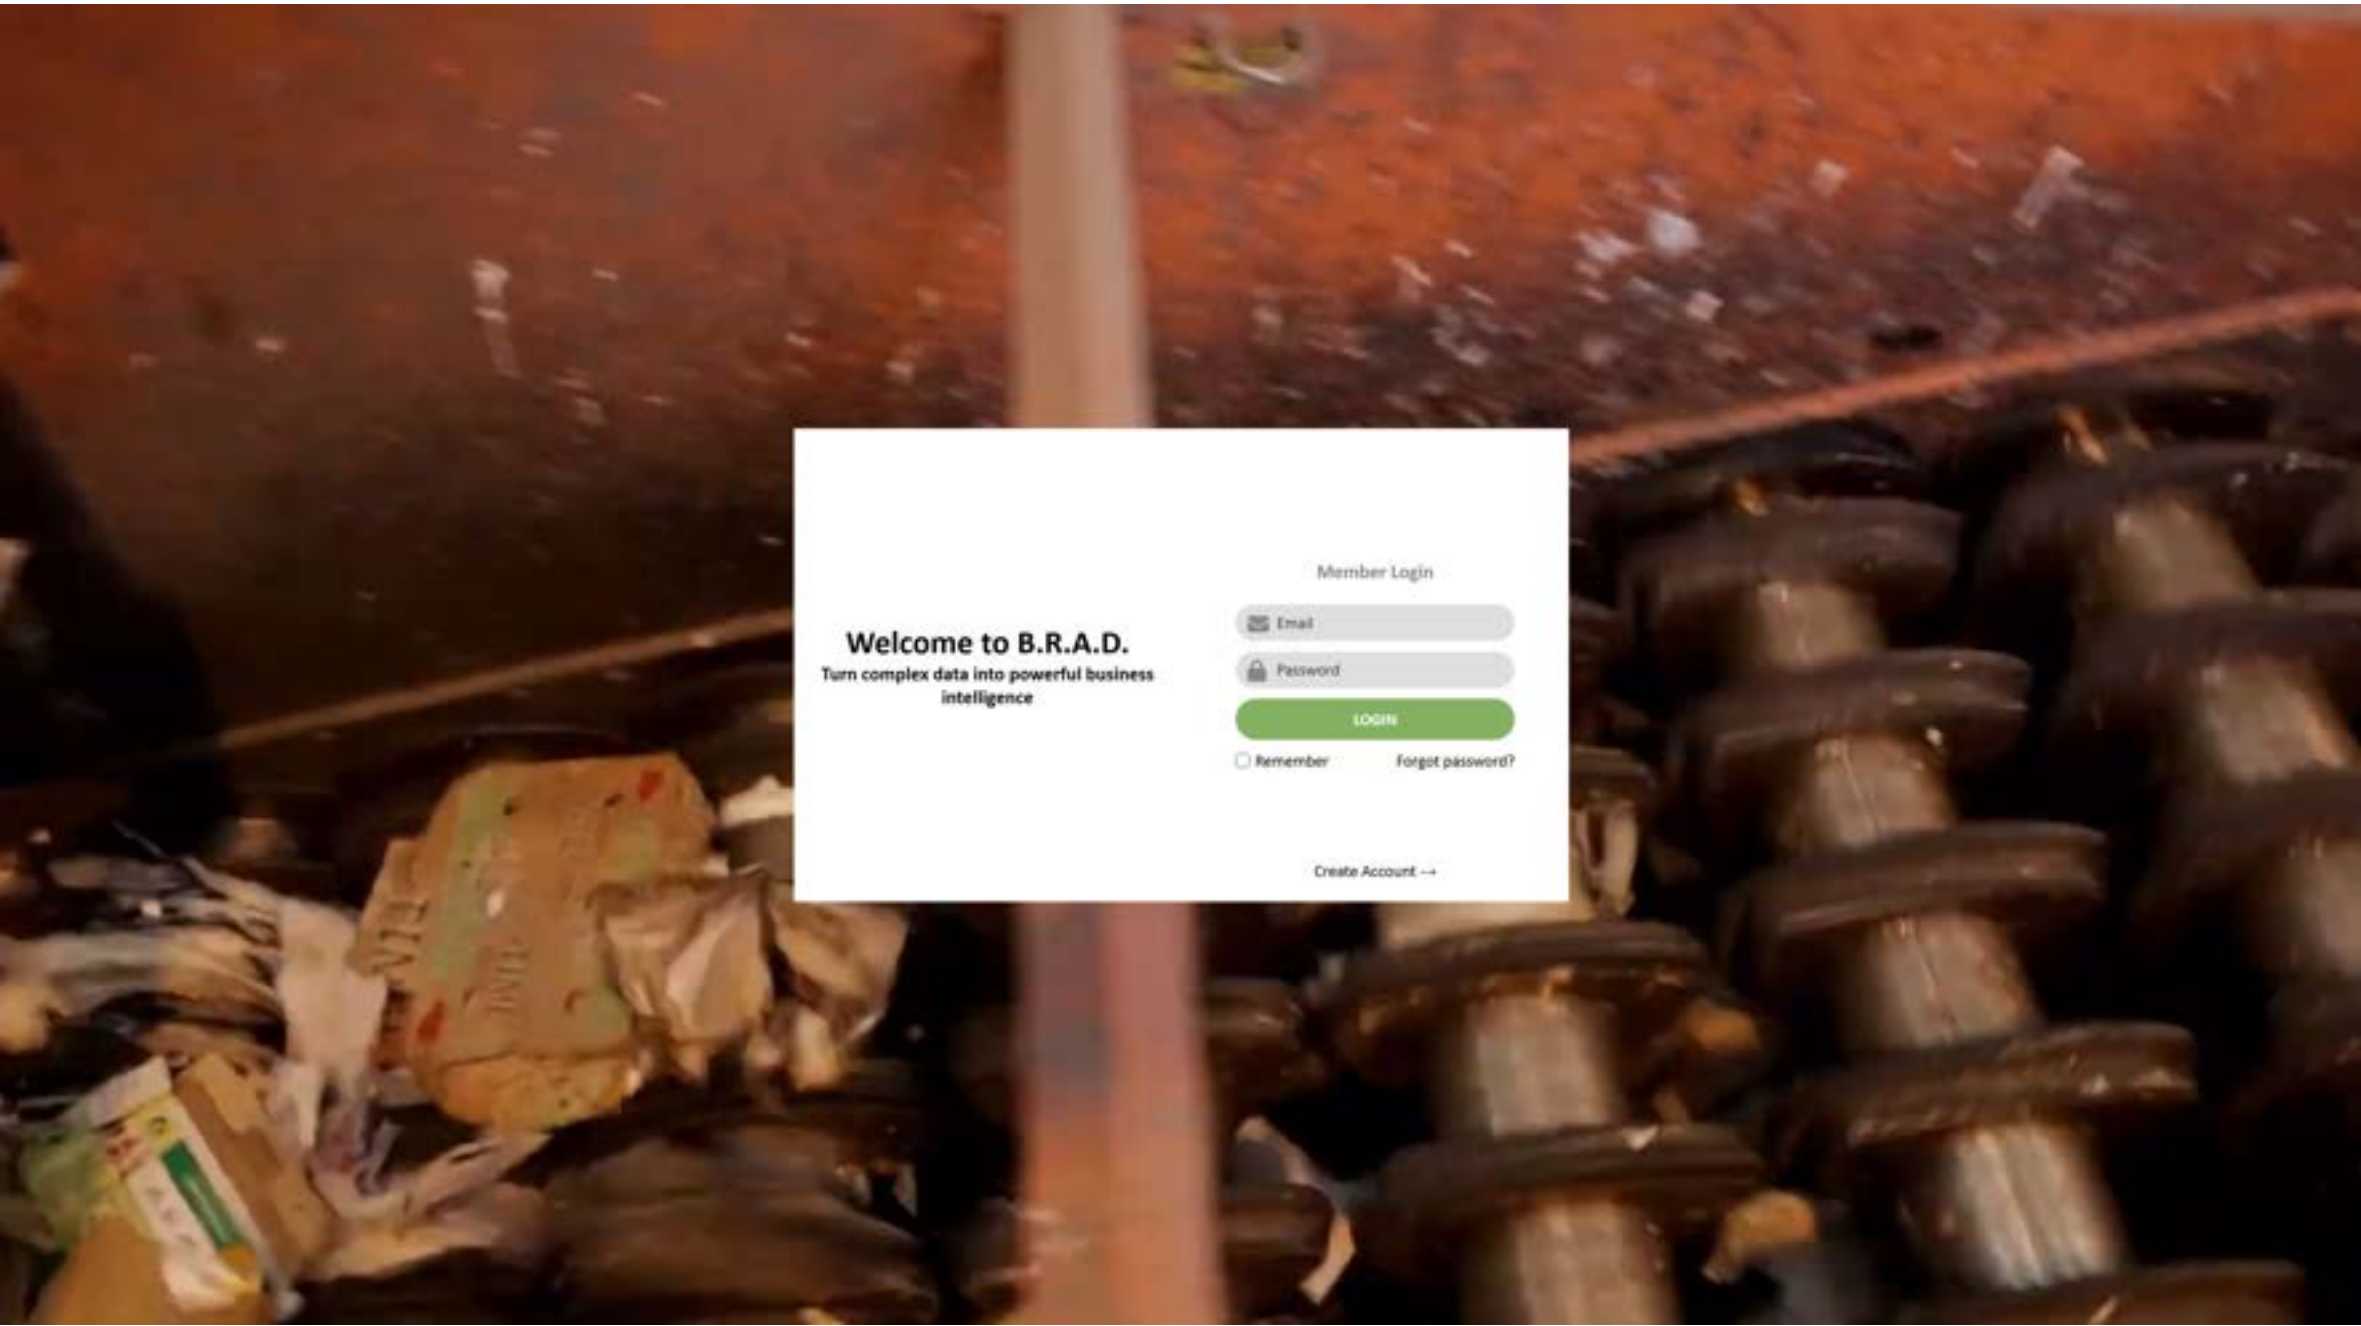 Welcome to B.R.A.D.
Turn complex data into powerful business
intelligence
Member Login
Email
Password
LOGIN
Remember
Forgot password?
Create Account →